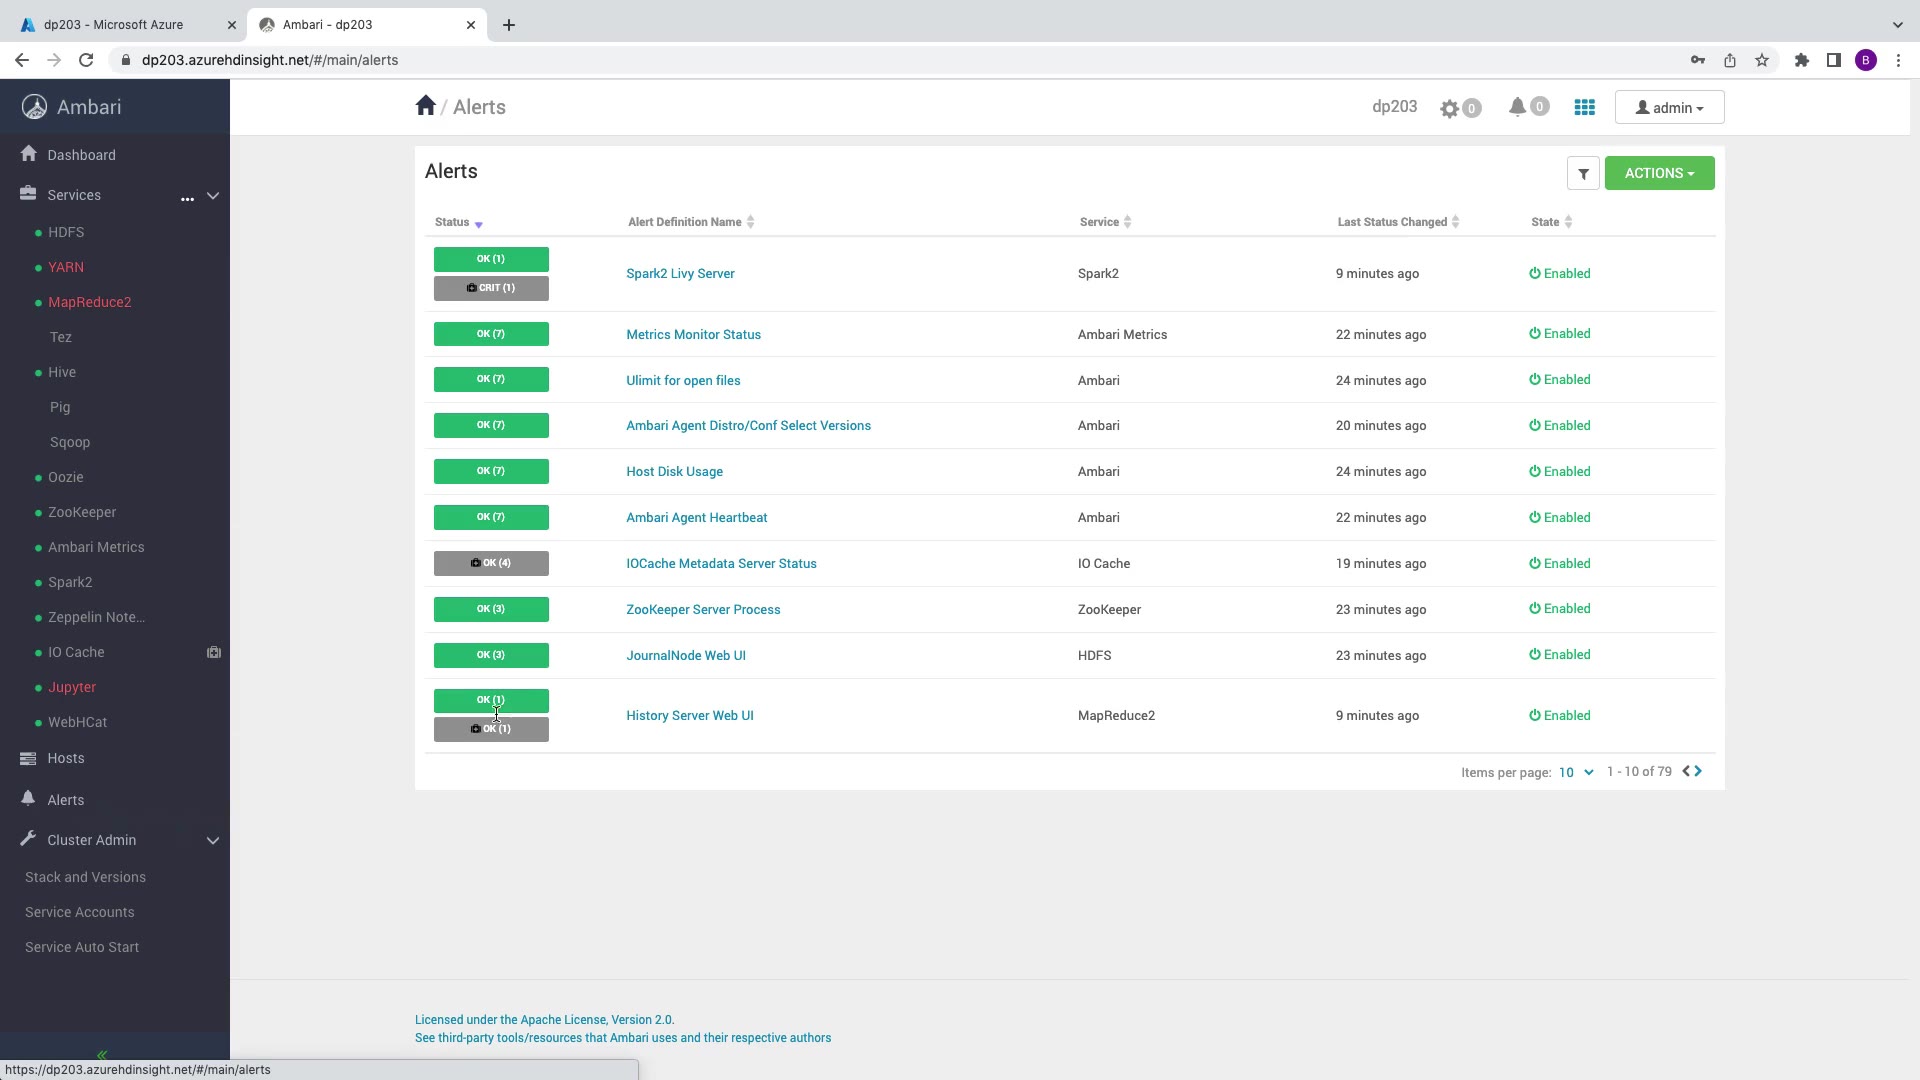 dp203 - Microsoft Azure
Ambari - dp203
dp203.azurehdinsight.net/#/main/alerts
B
Ambari
Dashboard
Services
...
HDFS
YARN
MapReduce2
Tez
Hive
Pig
Sqoop
Oozie
ZooKeeper
Ambari Metrics
Spark2
Zeppelin Note...
IO Cache
Jupyter
WebHCat
Hosts
Alerts
Cluster Admin
Stack and Versions
Service Accounts
Service Auto Start
/ Alerts
dp203
0
0
admin
Alerts
ACTIONS
Status Alert Definition Name Service Last Status Changed State
OK (1)
CRIT (1)
Spark2 Livy Server Spark2 9 minutes ago Enabled
OK (7) Metrics Monitor Status Ambari Metrics 22 minutes ago Enabled
OK (7) Ulimit for open files Ambari 24 minutes ago Enabled
OK (7) Ambari Agent Distro/Conf Select Versions Ambari 20 minutes ago Enabled
OK (7) Host Disk Usage Ambari 24 minutes ago Enabled
OK (7) Ambari Agent Heartbeat Ambari 22 minutes ago Enabled
OK (4) IOCache Metadata Server Status IO Cache 19 minutes ago Enabled
OK (3) ZooKeeper Server Process ZooKeeper 23 minutes ago Enabled
OK (3) JournalNode Web UI HDFS 23 minutes ago Enabled
OK (1)
OK (1)
History Server Web UI MapReduce2 9 minutes ago Enabled
Items per page: 10 1 - 10 of 79
Licensed under the Apache License, Version 2.0.
See third-party tools/resources that Ambari uses and their respective authors
https://dp203.azurehdinsight.net/#/main/alerts